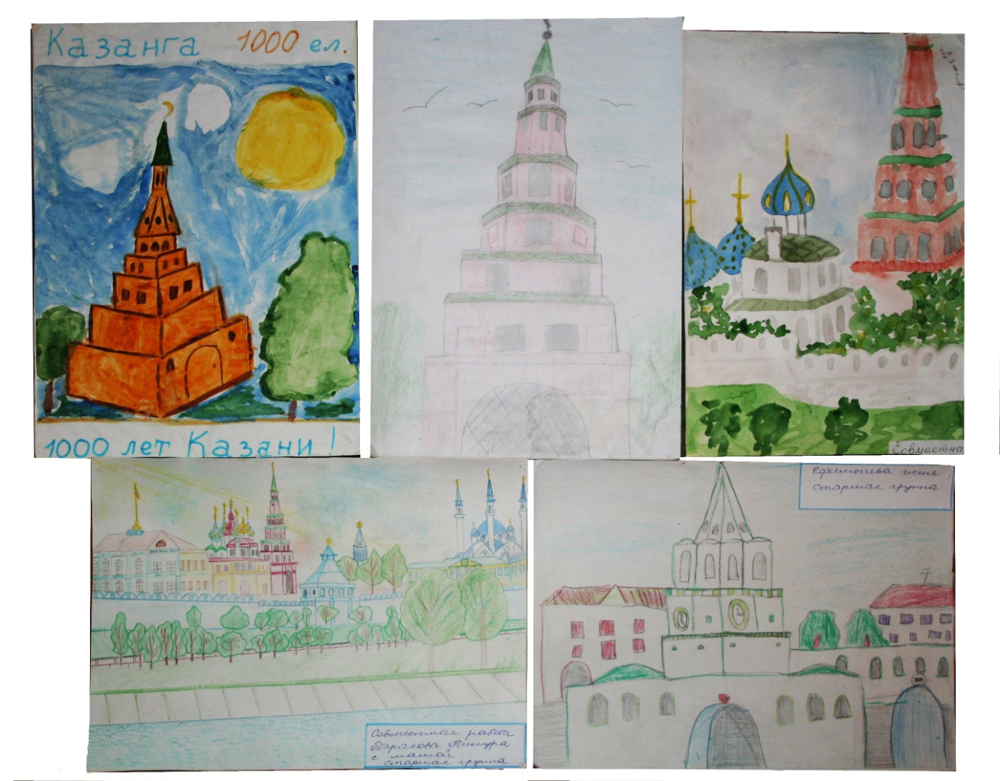 Казанга 1000 ел.
1000 лет Казани !
Совместна
Совместная работа
Тарасова Тимура
с мамой.
старшая группа
старшая группа